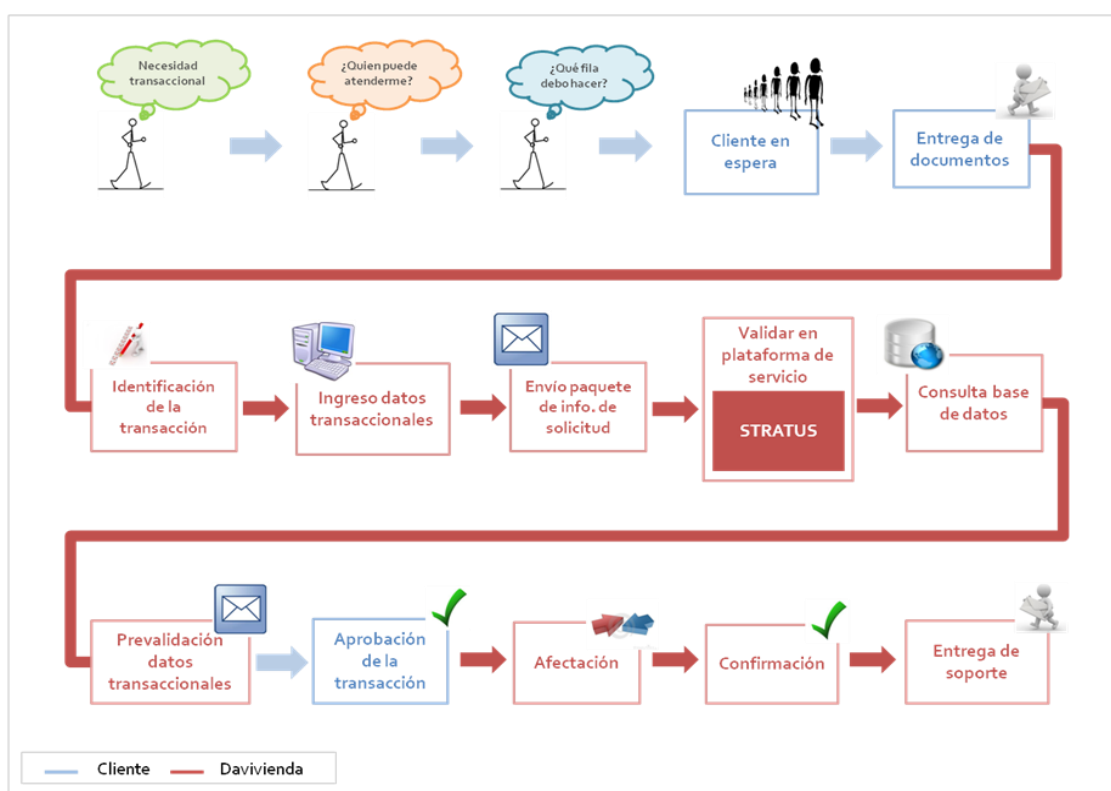 Necesidad
transaccional
¿Quien puede
atenderme?
¿Qué fila
debo hacer?
Cliente en
espera
Entrega de
documentos
Identificación
de la
transacción
Ingreso datos
transaccionales
Envío paquete
de info. de
solicitud
Validar en
plataforma de
servicio
STRATUS
Consulta base
de datos
Prevalidación
datos
transaccionales
Aprobación
de la
transacción
Afectación
Confirmación
Entrega de
soporte
Cliente
Davivienda